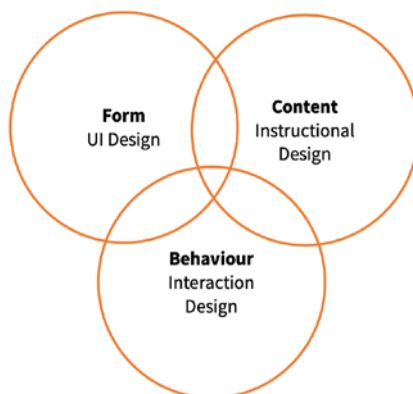 Form
UI Design
Content
Instructional
Design
Behaviour
Interaction
Design